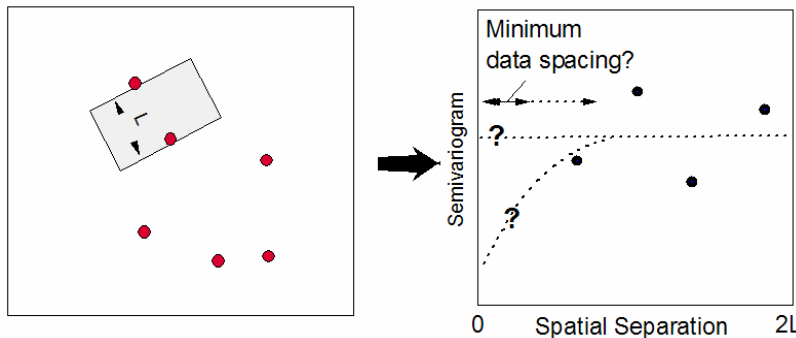 L
Minimum
data spacing?
?
?
Semivariogram
0
Spatial Separation
2L